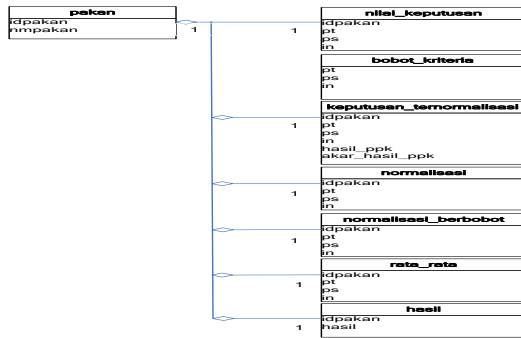 pakan
idpakan
nmpakan
1
1
nilai_keputusan
idpakan
pt
ps
in
bobot_kriteria
pt
ps
in
keputusan_ternormalisasi
idpakan
pt
ps
in
hasil_ppk
akar_hasil_ppk
1
normalisasi
idpakan
pt
ps
in
1
normalisasi_berbobot
idpakan
pt
ps
in
1
rata_rata
idpakan
pt
ps
in
1
hasil
idpakan
hasil
1